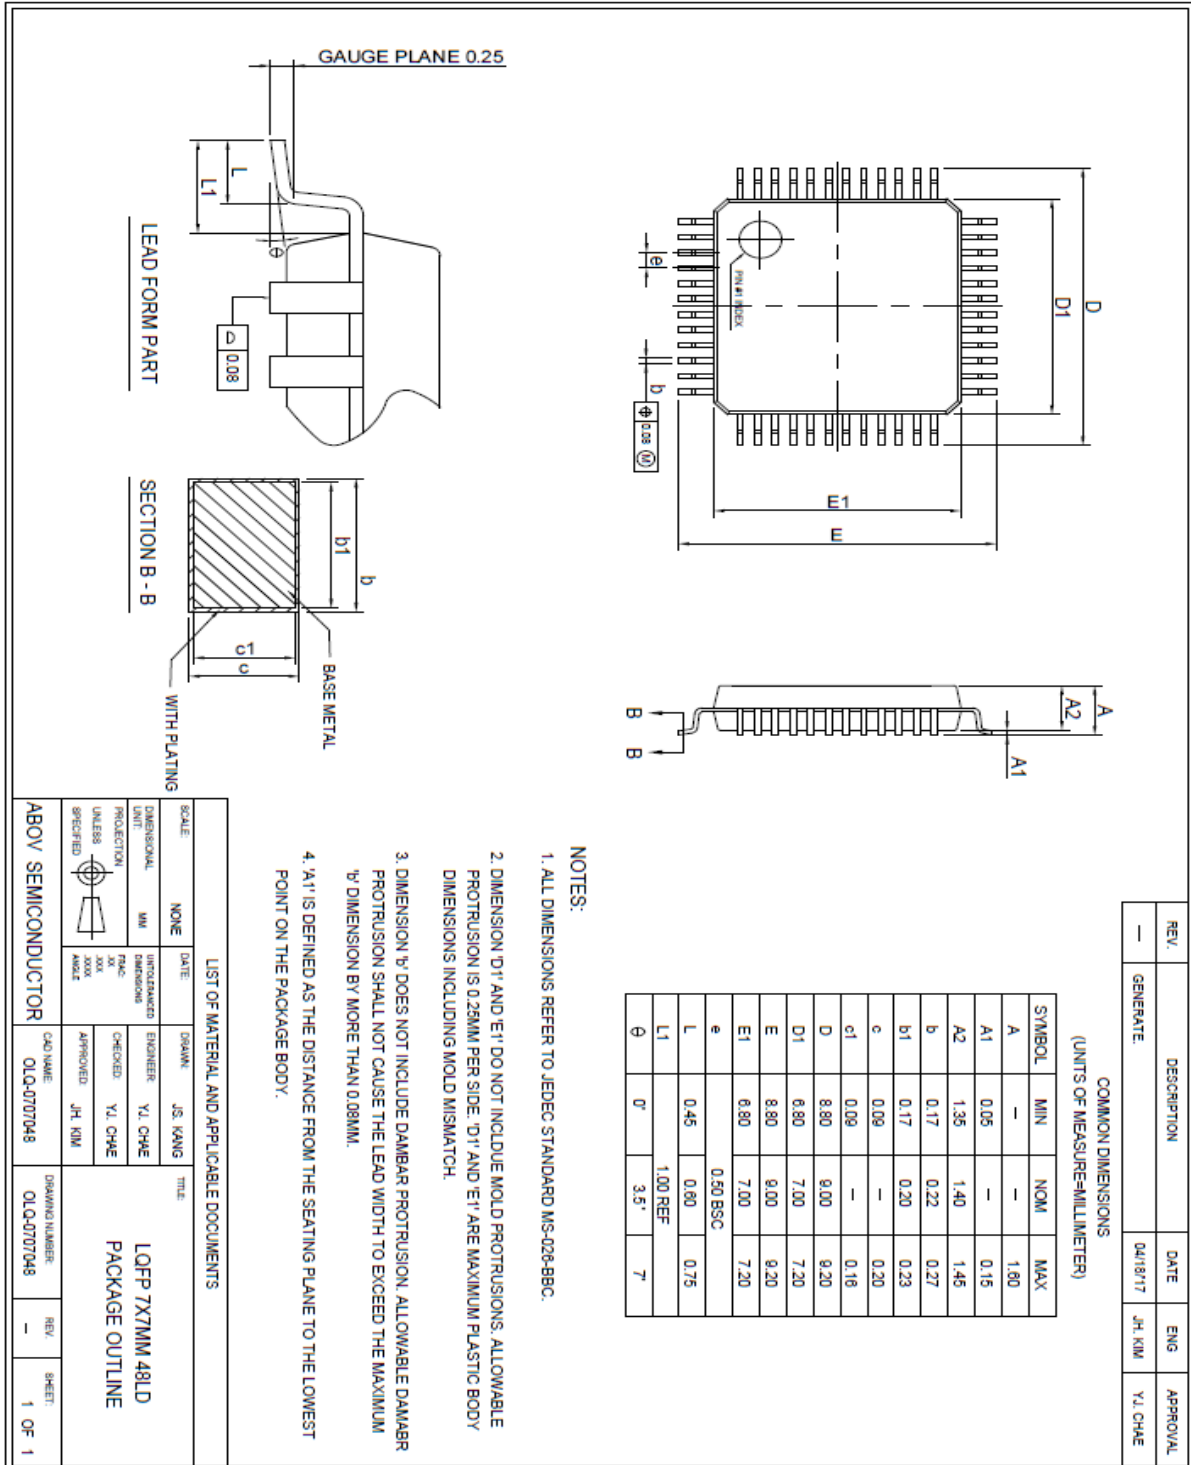 REV. DESCRIPTION DATE ENG APPROVAL
— GENERATE. 04/18/'17 JH. KIM YJ. CHAE
D
D1
PIN #1 INDEX
e
b
0.08 M
E1
E
A
A2
A1
B B
COMMON DIMENSIONS
(UNITS OF MEASURE=MILLIMETER)
SYMBOL MIN NOM MAX
A — — 1.60
A1 0.05 — 0.15
A2 1.35 1.40 1.45
b 0.17 0.22 0.27
b1 0.17 0.20 0.23
c 0.09 — 0.20
c1 0.09 — 0.16
D 8.80 9.00 9.20
D1 6.80 7.00 7.20
E 8.80 9.00 9.20
E1 6.80 7.00 7.20
e 0.50 BSC
L 0.45 0.60 0.75
L1 1.00 REF
θ 0° 3.5° 7°
NOTES:
1. ALL DIMENSIONS REFER TO JEDEC STANDARD MS-026-BBC.
2. DIMENSION 'D1' AND 'E1' DO NOT INCLDUE MOLD PROTRUSIONS. ALLOWABLE
PROTRUSION IS 0.25MM PER SIDE. 'D1' AND 'E1' ARE MAXIMUM PLASTIC BODY
DIMENSIONS INCLUDING MOLD MISMATCH.
3. DIMENSION 'b' DOES NOT INCLUDE DAMBAR PROTRUSION. ALLOWABLE DAMABR
PROTRUSION SHALL NOT CAUSE THE LEAD WIDTH TO EXCEED THE MAXIMUM
'b' DIMENSION BY MORE THAN 0.08MM.
4. 'A1' IS DEFINED AS THE DISTANCE FROM THE SEATING PLANE TO THE LOWEST
POINT ON THE PACKAGE BODY.
GAUGE PLANE 0.25
L
L1
θ
0.08
LEAD FORM PART
b
b1
c1
c
BASE METAL
WITH PLATING
SECTION B - B
LIST OF MATERIAL AND APPLICABLE DOCUMENTS
SCALE: NONE
DATE:
DRAWN: JS. KANG
TITLE:
LQFP 7X7MM 48LD
PACKAGE OUTLINE
DIMENSIONAL
UNIT: MM
UNTOLERANCED
DIMENSIONS
FRAC:
.XX
.XXX
.XXXX
ANGLE
ENGINEER: YJ. CHAE
PROJECTION
UNLESS
SPECIFIED
CHECKED: YJ. CHAE
APPROVED: JH. KIM
ABOV SEMICONDUCTOR
CAD NAME:
OLQ-0707048
DRAWING NUMBER:
OLQ-0707048
REV.
—
SHEET:
1 OF 1